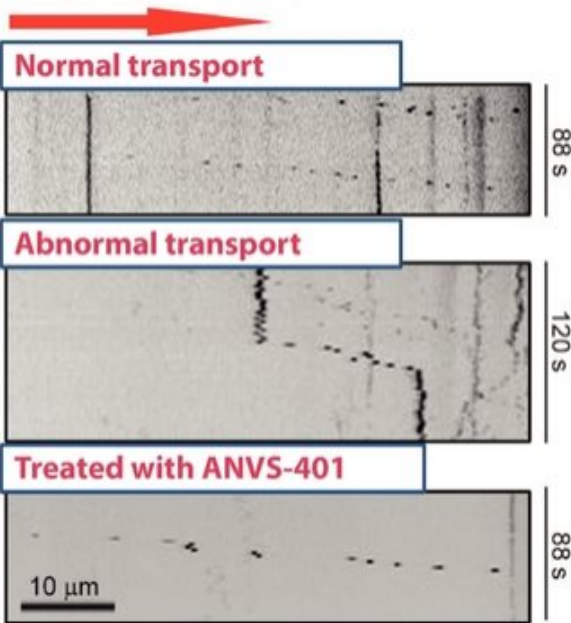 Normal transport
88 s
Abnormal transport
120 s
Treated with ANVS-401
88 s
10 μm